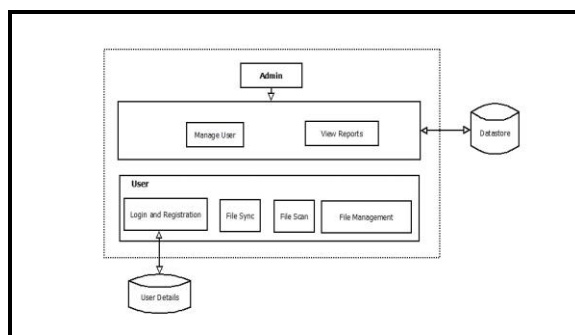 Admin
Manage User
View Reports
Datastore
User
Login and Registration
File Sync
File Scan
File Management
User Details